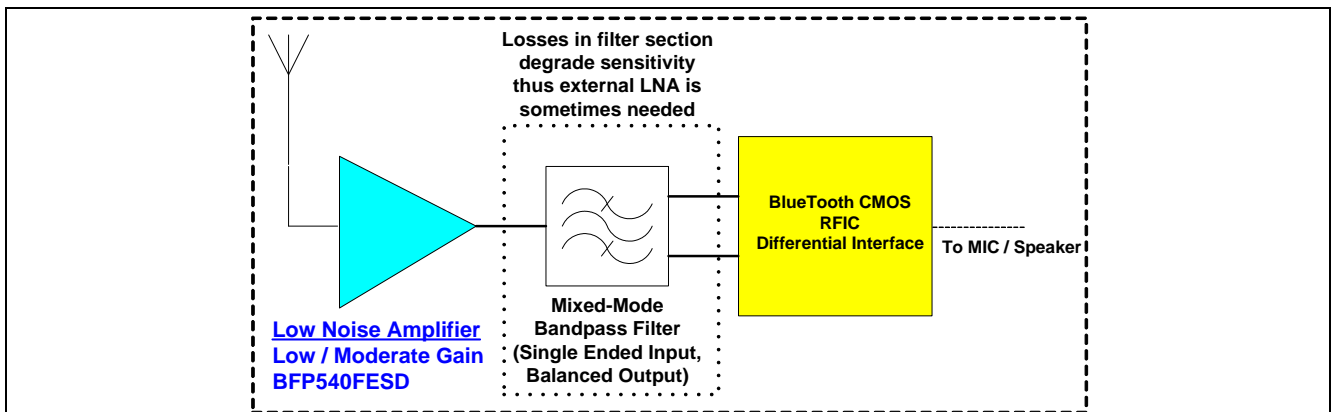 Losses in filter section
degrade sensitivity
thus external LNA is
sometimes needed
BlueTooth CMOS
RFIC
Differential Interface
To MIC / Speaker
Mixed-Mode
Bandpass Filter
(Single Ended Input,
Balanced Output)
Low Noise Amplifier
Low / Moderate Gain
BFP540FESD